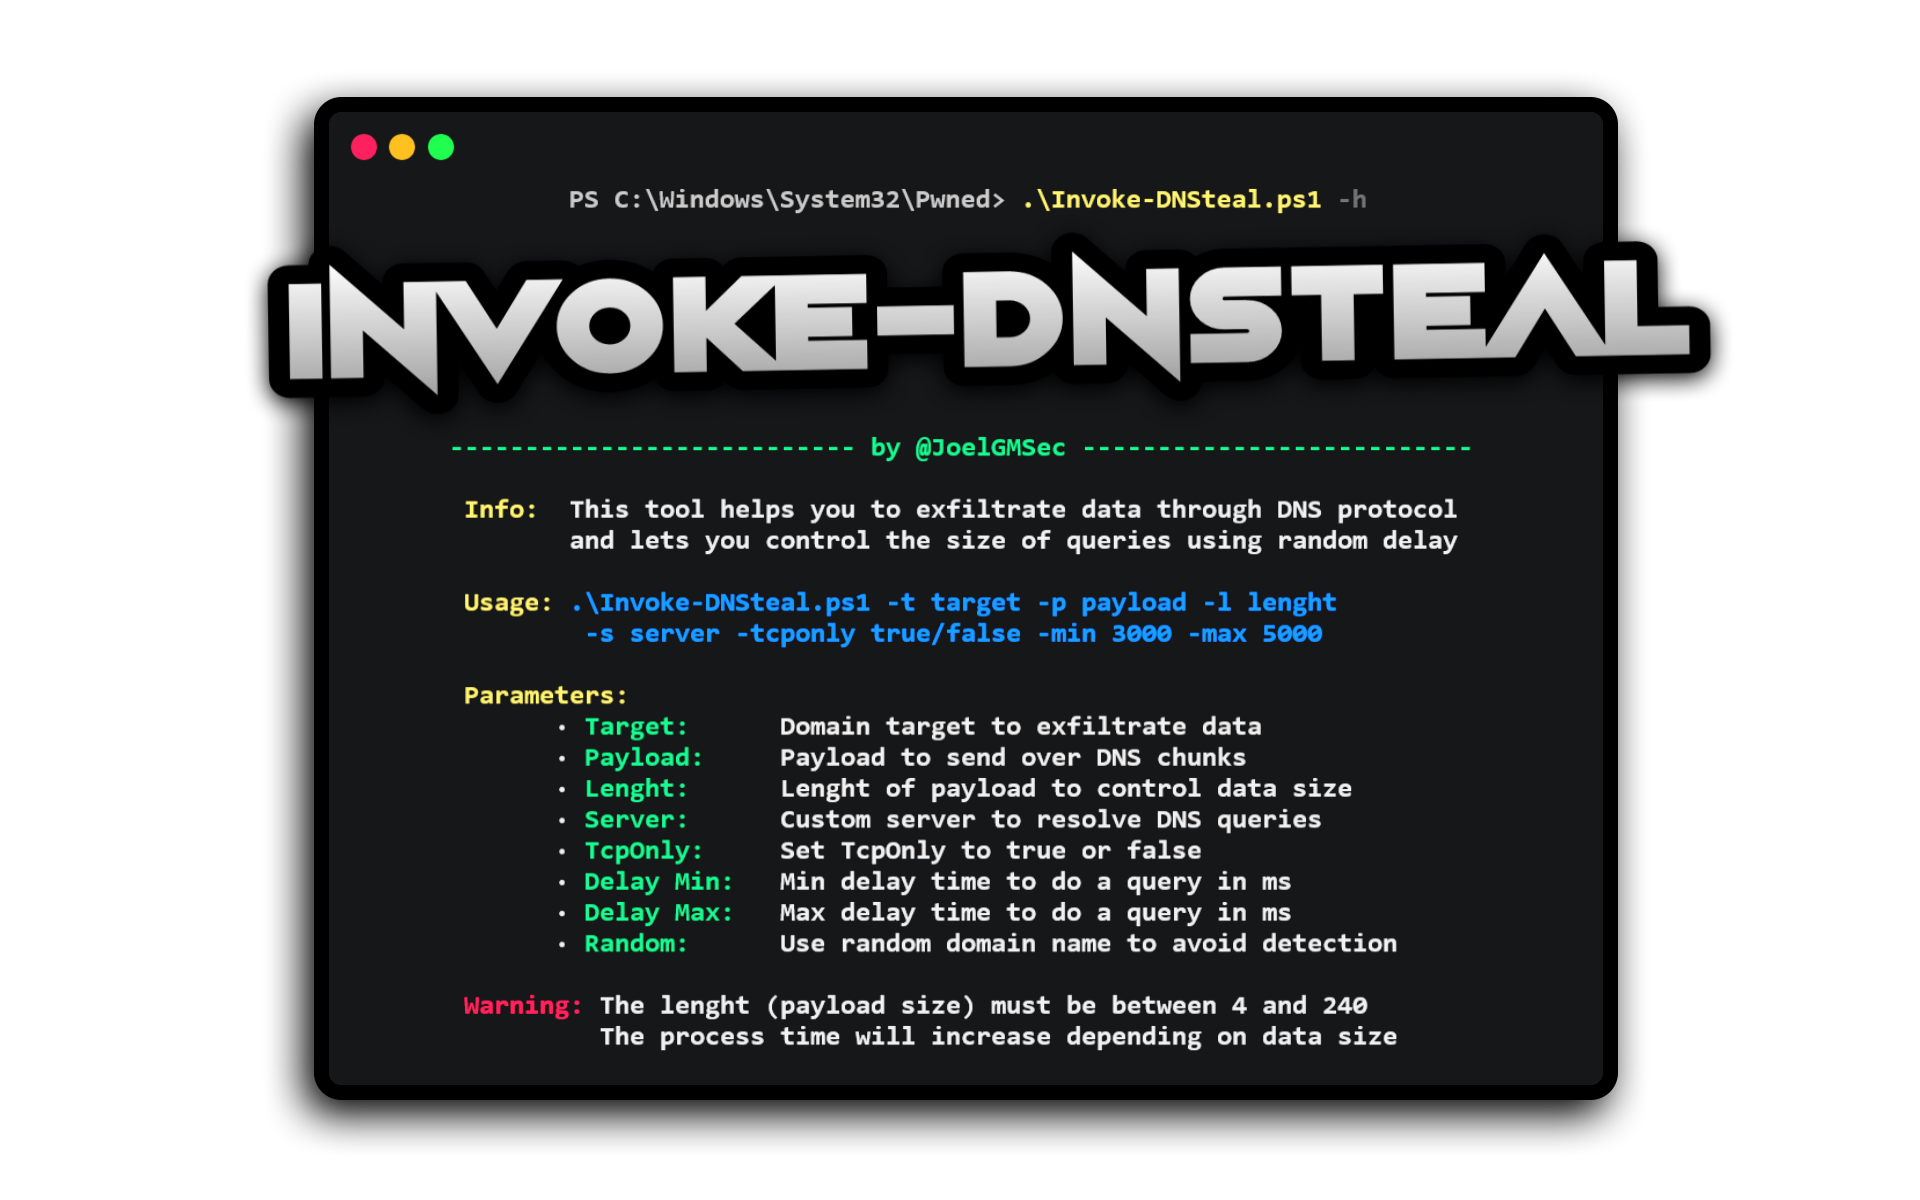 PS C:\Windows\System32\Pwned> .\Invoke-DNSteal.ps1 -h
INVOKE-DNSTEAL
--------------------------- by @JoelGMSec --------------------------
Info: This tool helps you to exfiltrate data through DNS protocol
and lets you control the size of queries using random delay
Usage: .\Invoke-DNSteal.ps1 -t target -p payload -l lenght
-s server -tcponly true/false -min 3000 -max 5000
Parameters:
· Target: Domain target to exfiltrate data
· Payload: Payload to send over DNS chunks
· Lenght: Lenght of payload to control data size
· Server: Custom server to resolve DNS queries
· TcpOnly: Set TcpOnly to true or false
· Delay Min: Min delay time to do a query in ms
· Delay Max: Max delay time to do a query in ms
· Random: Use random domain name to avoid detection
Warning: The lenght (payload size) must be between 4 and 240
The process time will increase depending on data size